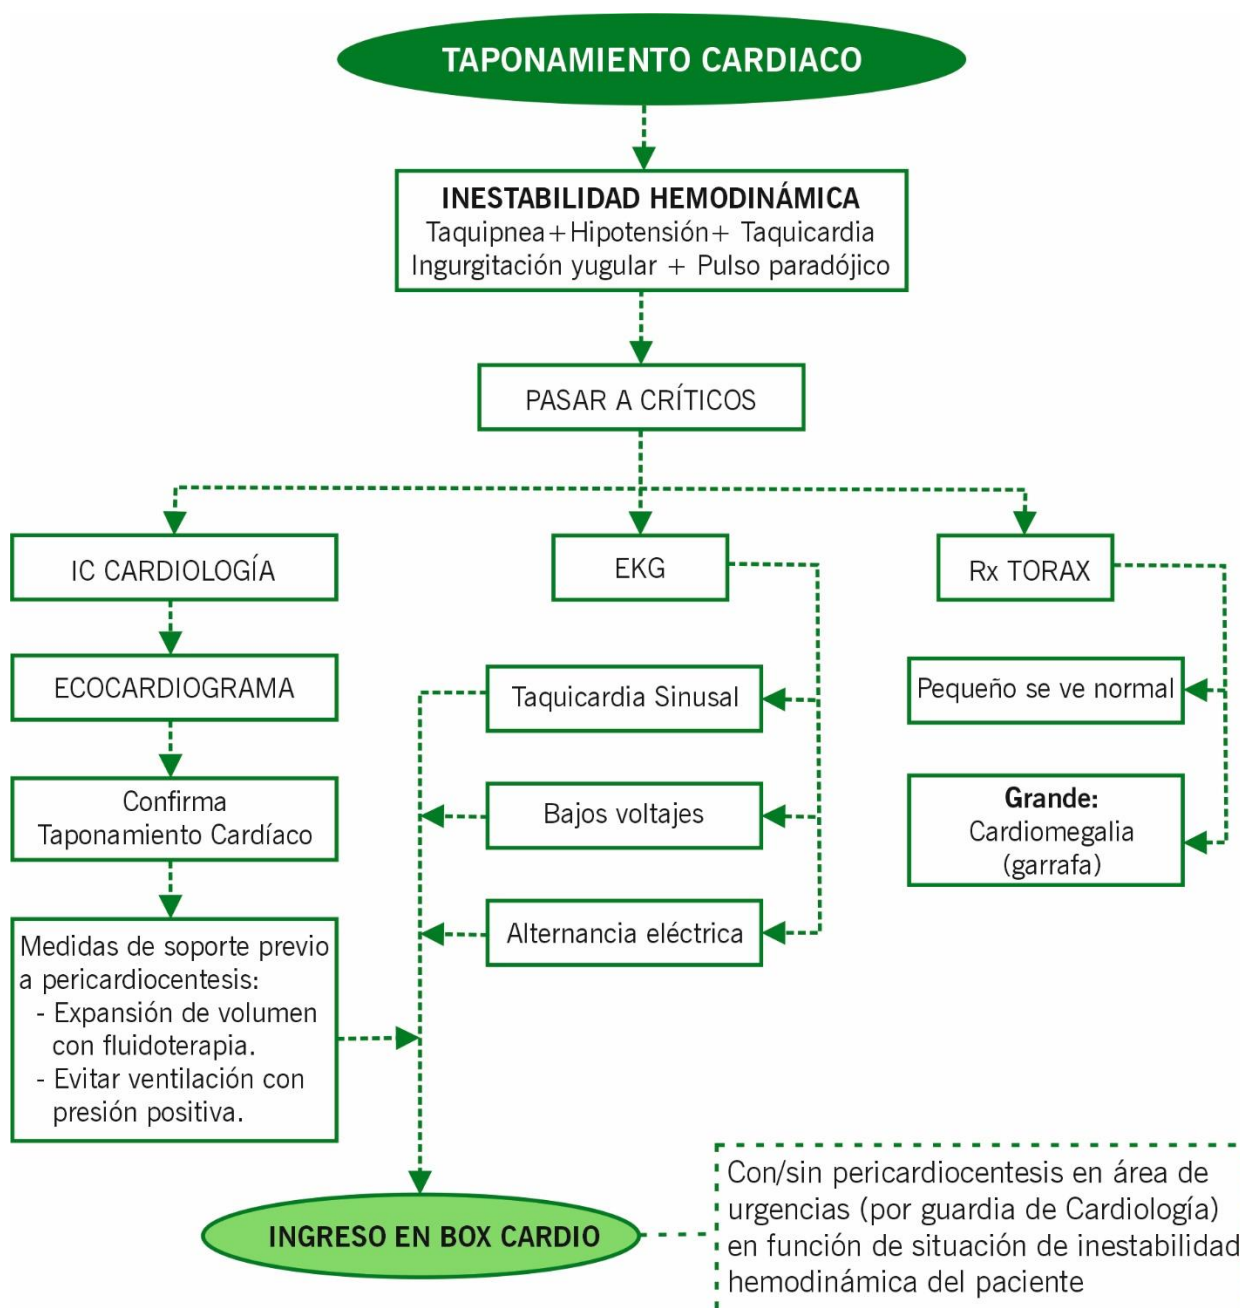 TAPONAMIENTO CARDIACO
INESTABILIDAD HEMODINÁMICA
Taquipnea+Hipotensión+ Taquicardia
Ingurgitación yugular + Pulso paradójico
PASAR A CRÍTICOS
IC CARDIOLOGÍA
ECOCARDIOGRAMA
Confirma
Taponamiento Cardíaco
Medidas de soporte previo
a pericardiocentesis:
- Expansión de volumen
con fluidoterapia.
- Evitar ventilación con
presión positiva.
EKG
Taquicardia Sinusal
Bajos voltajes
Alternancia eléctrica
Rx TORAX
Pequeño se ve normal
Grande:
Cardiomegalia
(garrafa)
INGRESO EN BOX CARDIO
Con/sin pericardiocentesis en área de
urgencias (por guardia de Cardiología)
en función de situación de inestabilidad
hemodinámica del paciente